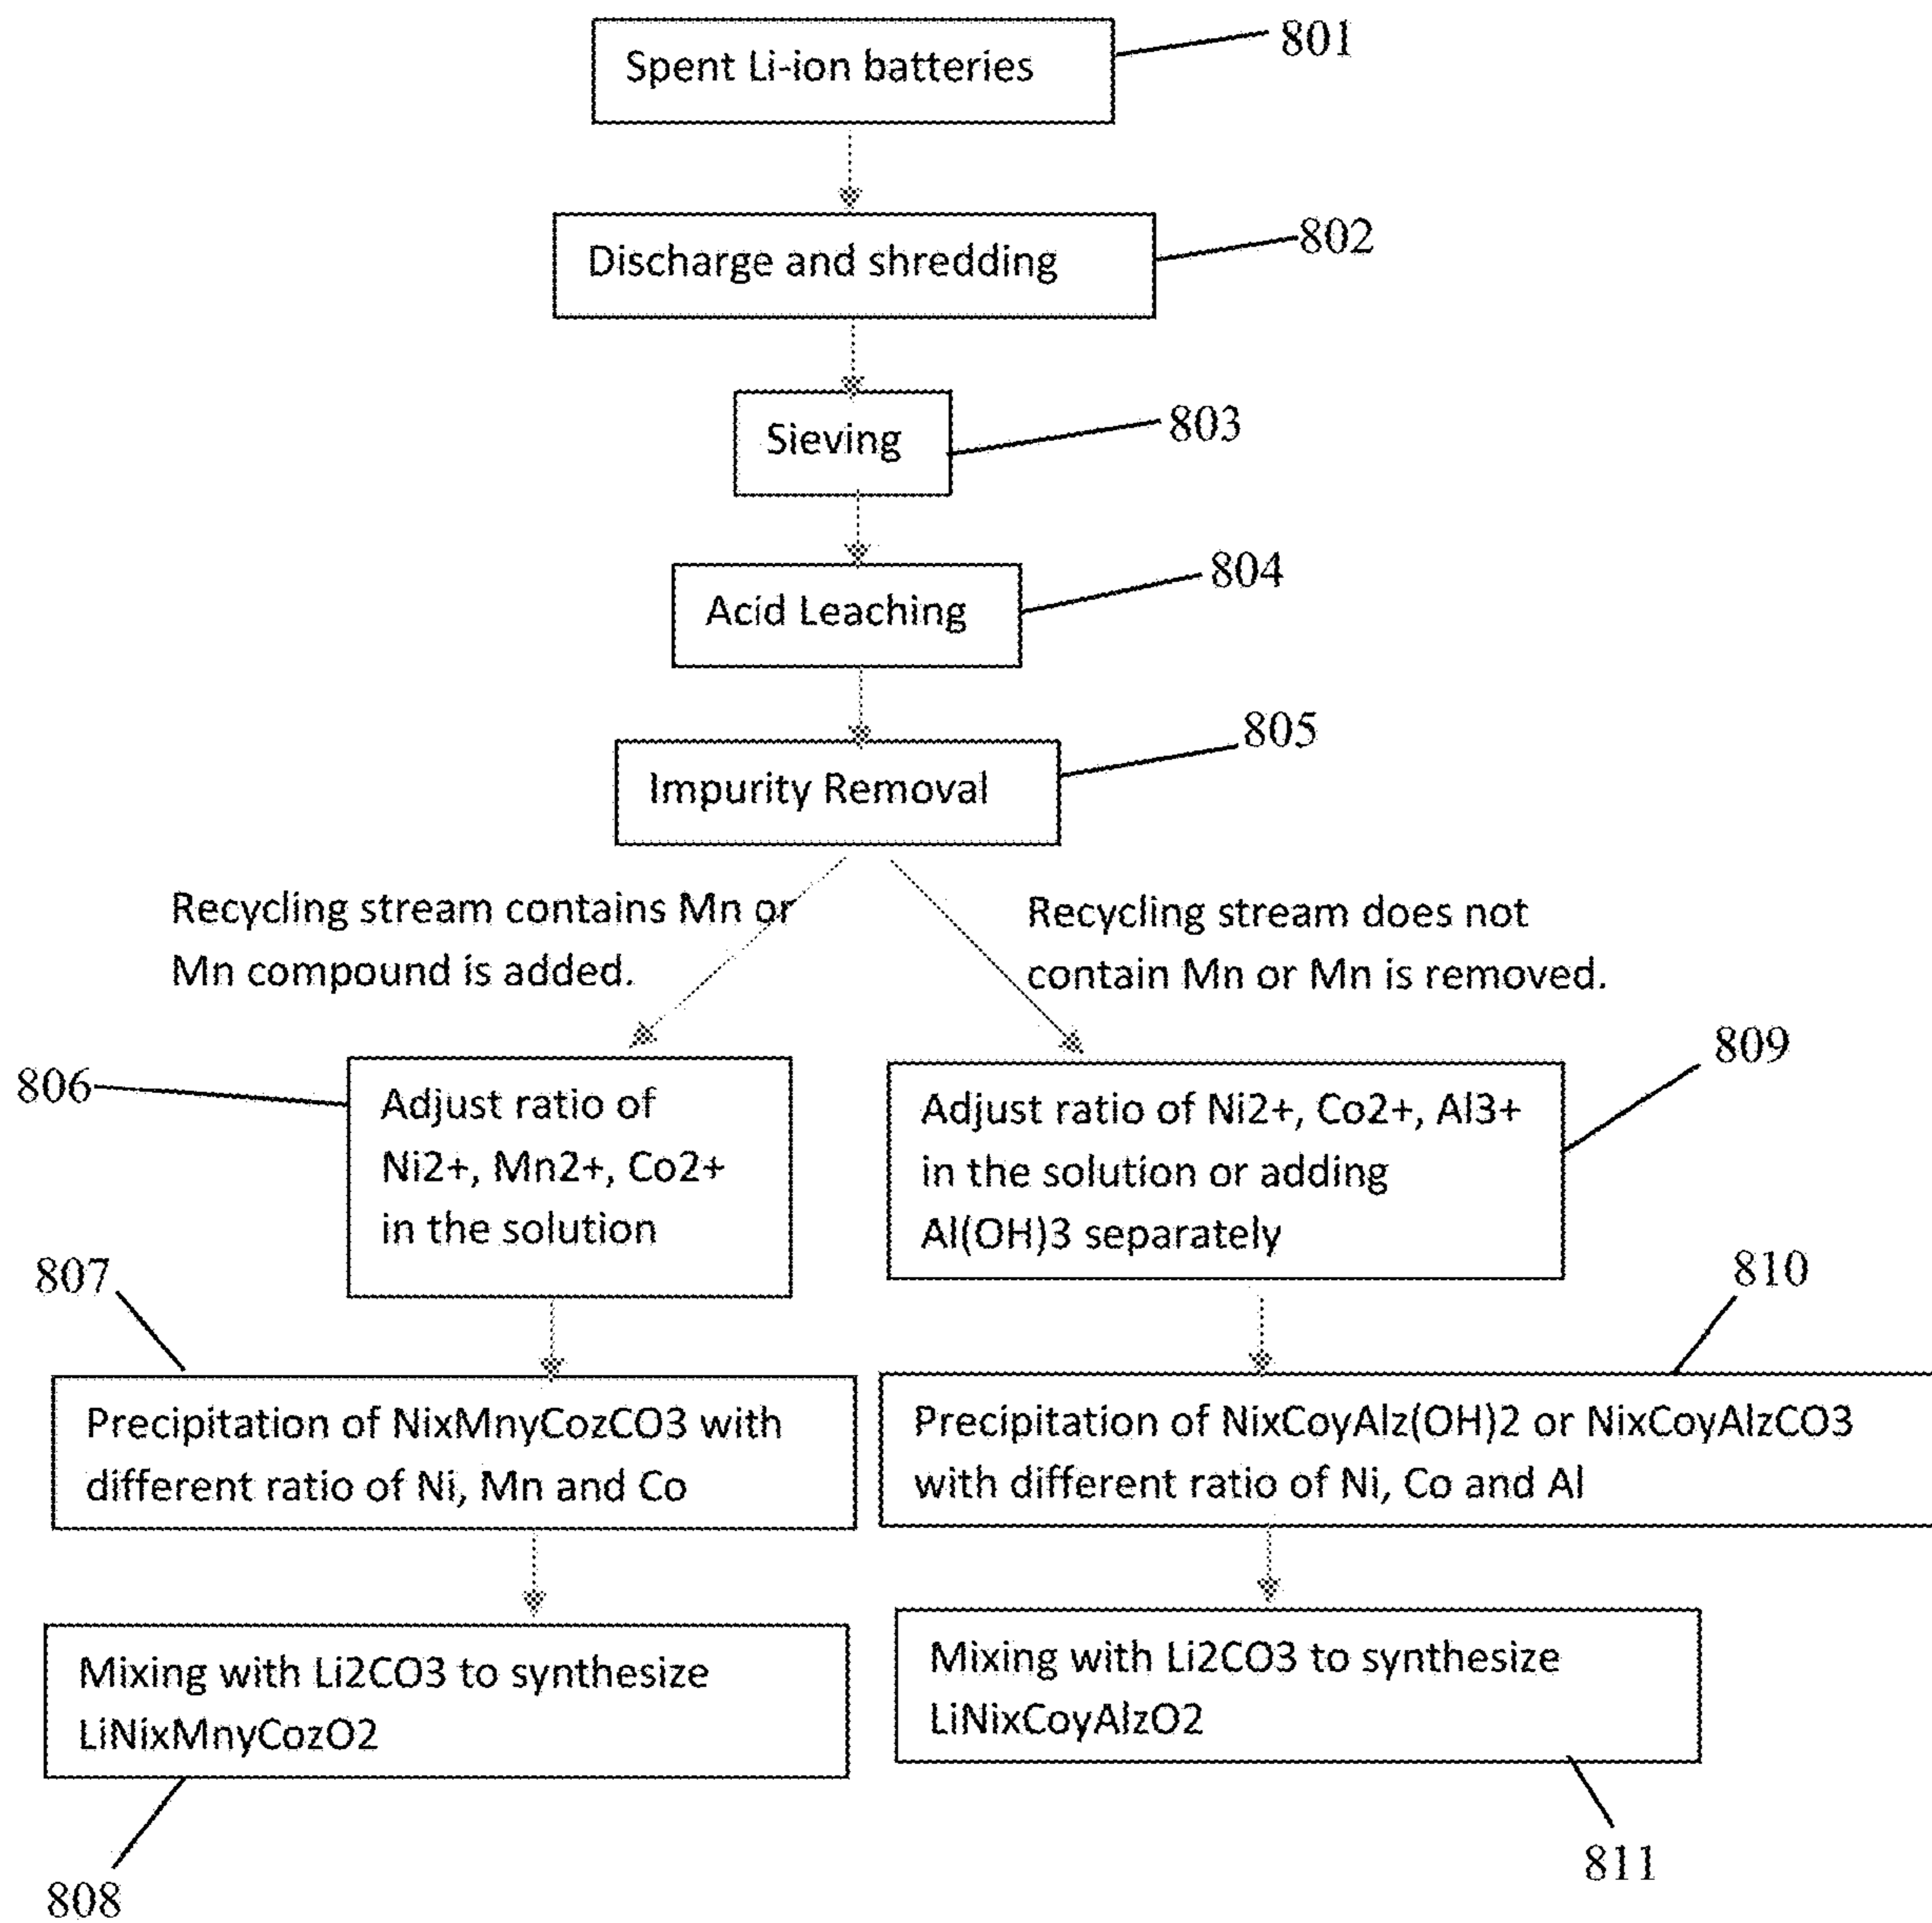 Spent Li-ion batteries
801
Discharge and shredding
802
Sieving
803
Acid Leaching
804
Impurity Removal
805
Recycling stream contains Mn or
Mn compound is added.
Recycling stream does not
contain Mn or Mn is removed.
806
Adjust ratio of
Ni2+, Mn2+, Co2+
in the solution
809
Adjust ratio of Ni2+, Co2+, Al3+
in the solution or adding
Al(OH)3 separately
807
Precipitation of NixMnyCozCO3 with
different ratio of Ni, Mn and Co
810
Precipitation of NixCoyAlz(OH)2 or NixCoyAlzCO3
with different ratio of Ni, Co and Al
Mixing with Li2CO3 to synthesize
LiNixMnyCozO2
808
Mixing with Li2CO3 to synthesize
LiNixCoyAlzO2
811